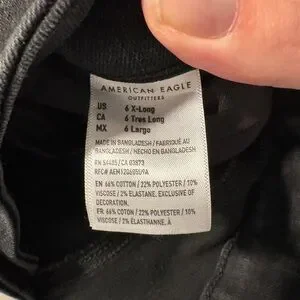 AMERICAN EAGLE
OUTFITTERS
US 6 X-Long
CA 6 Tres Long
MX 6 Largo
MADE IN BANGLADESH / FABRIQUÉ AU
BANGLADESH / HECHO EN BANGLADESH
RN 54485/CA 03873
REC# AEM12060SU9A
EN 66% COTTON / 22% POLYESTER / 10%
VISCOSE / 2% ELASTANE. EXCLUSIVE OF
DECORATION.
FR 66% COTON / 22% POLYESTER / 10%
VISCOSE / 2% ELASTHANNE, À